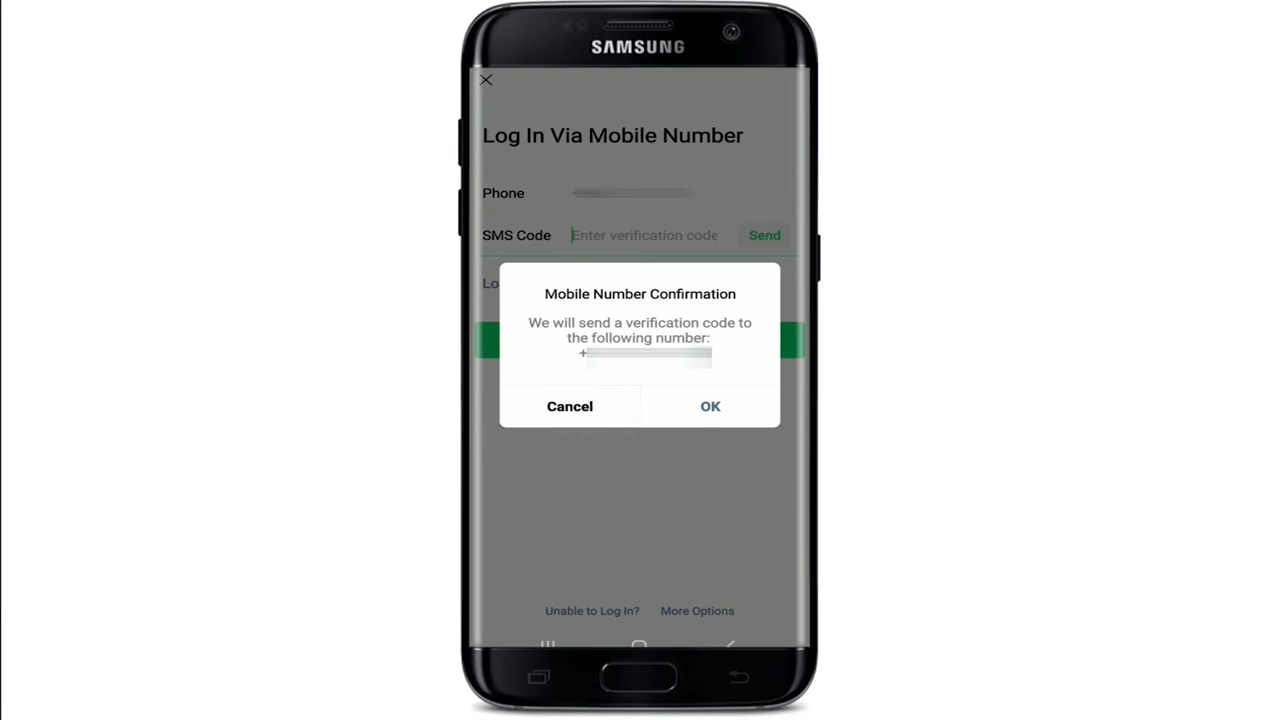 SAMSUNG
Log In Via Mobile Number
Phone
SMS Code Enter verification code Send
Lo
Mobile Number Confirmation
We will send a verification code to
the following number:
+
Cancel OK
Unable to Log In? More Options